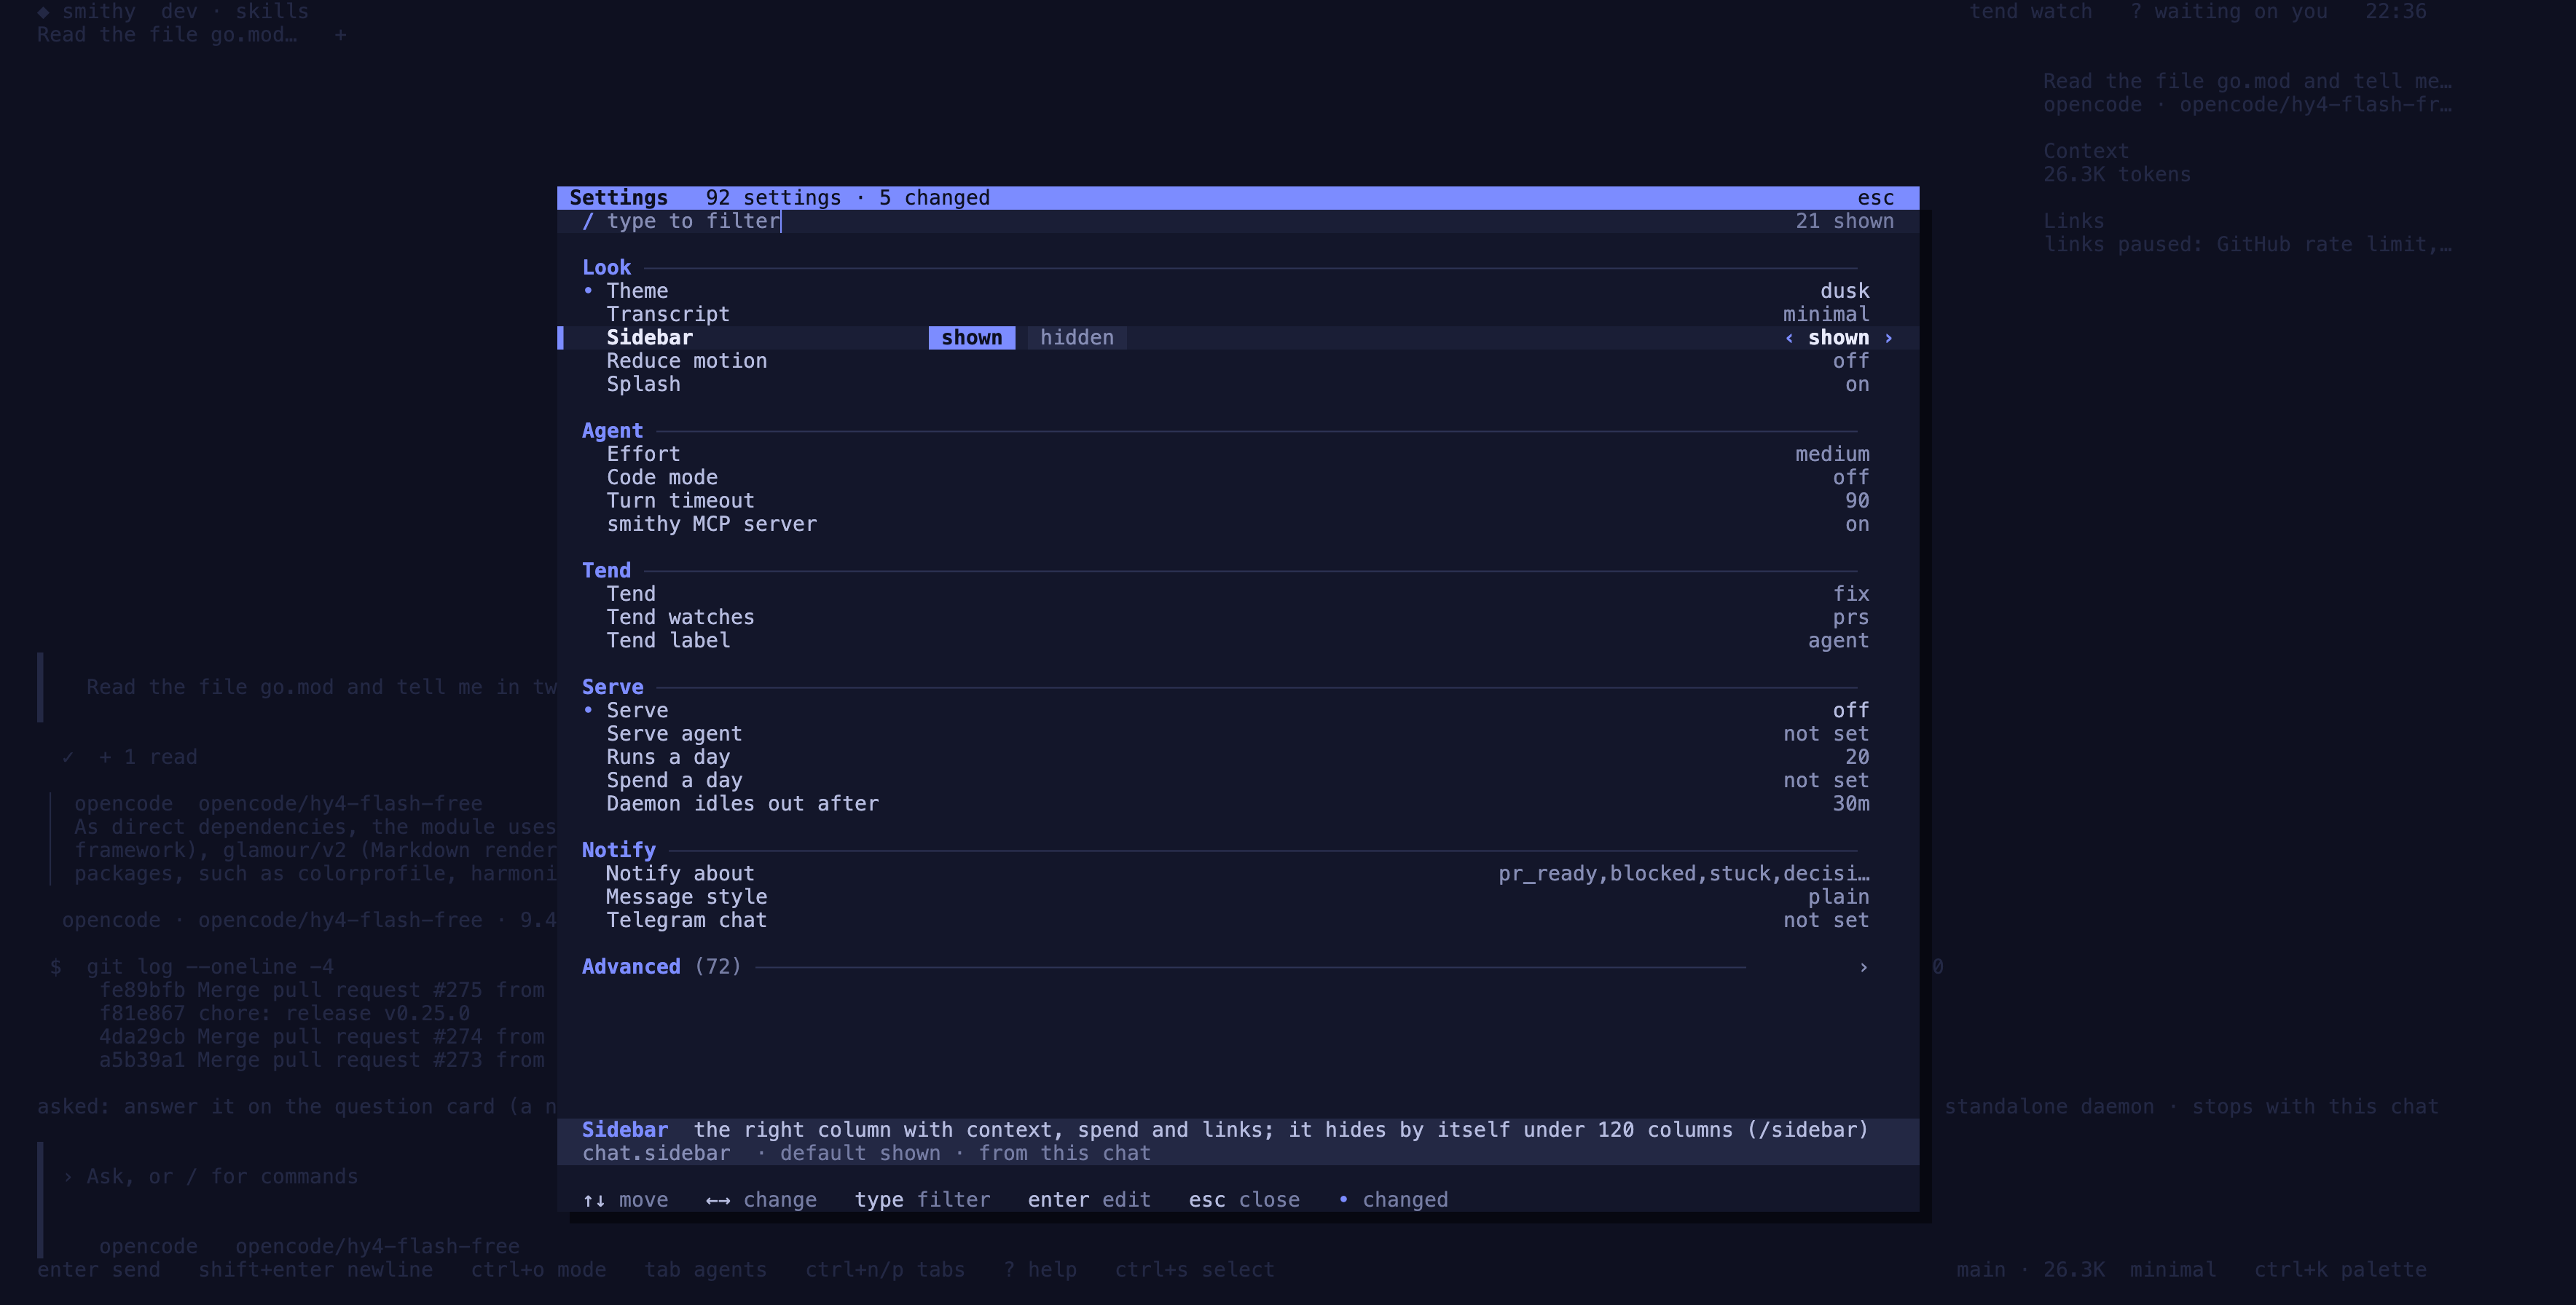 ◆ smithy  dev · skills
tend watch   ? waiting on you   22:36
Read the file go.mod…   +
Read the file go.mod and tell me…
opencode · opencode/hy4-flash-fr…
Context
26.3K tokens
Links
links paused: GitHub rate limit,…
Settings   92 settings · 5 changed   esc
/ type to filter   21 shown
Look
• Theme   dusk
Transcript   minimal
Sidebar   shown   hidden   ‹ shown ›
Reduce motion   off
Splash   on
Agent
Effort   medium
Code mode   off
Turn timeout   90
smithy MCP server   on
Tend
Tend   fix
Tend watches   prs
Tend label   agent
Serve
• Serve   off
Serve agent   not set
Runs a day   20
Spend a day   not set
Daemon idles out after   30m
Notify
Notify about   pr_ready,blocked,stuck,decisi…
Message style   plain
Telegram chat   not set
Advanced (72)   ›
Sidebar  the right column with context, spend and links; it hides by itself under 120 columns (/sidebar)
chat.sidebar  · default shown · from this chat
↑↓ move   ←→ change   type filter   enter edit   esc close   • changed
Read the file go.mod and tell me in tw
✓  + 1 read
opencode  opencode/hy4-flash-free
As direct dependencies, the module uses
framework), glamour/v2 (Markdown render
packages, such as colorprofile, harmoni
opencode · opencode/hy4-flash-free · 9.4
$  git log --oneline -4   0
fe89bfb Merge pull request #275 from
f81e867 chore: release v0.25.0
4da29cb Merge pull request #274 from
a5b39a1 Merge pull request #273 from
asked: answer it on the question card (a n
standalone daemon · stops with this chat
› Ask, or / for commands
opencode   opencode/hy4-flash-free
enter send   shift+enter newline   ctrl+o mode   tab agents   ctrl+n/p tabs   ? help   ctrl+s select
main · 26.3K  minimal   ctrl+k palette